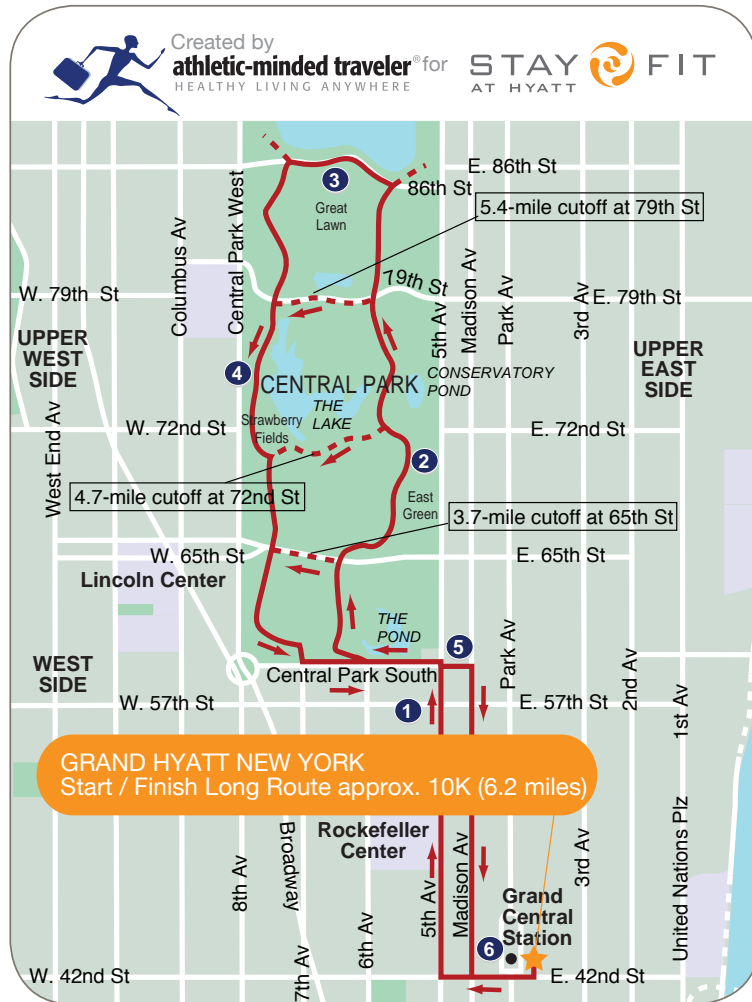 Created by
athletic-minded traveler® for
HEALTHY LIVING ANYWHERE
STAY FIT
AT HYATT
E. 86th St
86th St
3
Great
Lawn
5.4-mile cutoff at 79th St
Columbus Av
Central Park West
79th St
5th Av
Madison Av
Park Av
3rd Av
W. 79th St
E. 79th St
UPPER
WEST
SIDE
UPPER
EAST
SIDE
4
CENTRAL PARK
CONSERVATORY
POND
THE
LAKE
Strawberry
Fields
West End Av
W. 72nd St
E. 72nd St
2
4.7-mile cutoff at 72nd St
East
Green
3.7-mile cutoff at 65th St
W. 65th St
E. 65th St
Lincoln Center
THE
POND
5
Park Av
2nd Av
1st Av
WEST
SIDE
Central Park South
W. 57th St
1
E. 57th St
GRAND HYATT NEW YORK
Start / Finish Long Route approx. 10K (6.2 miles)
Rockefeller
Center
8th Av
Broadway
7th Av
6th Av
5th Av
Madison Av
3rd Av
United Nations Plz
Grand
Central
Station
6
W. 42nd St
E. 42nd St